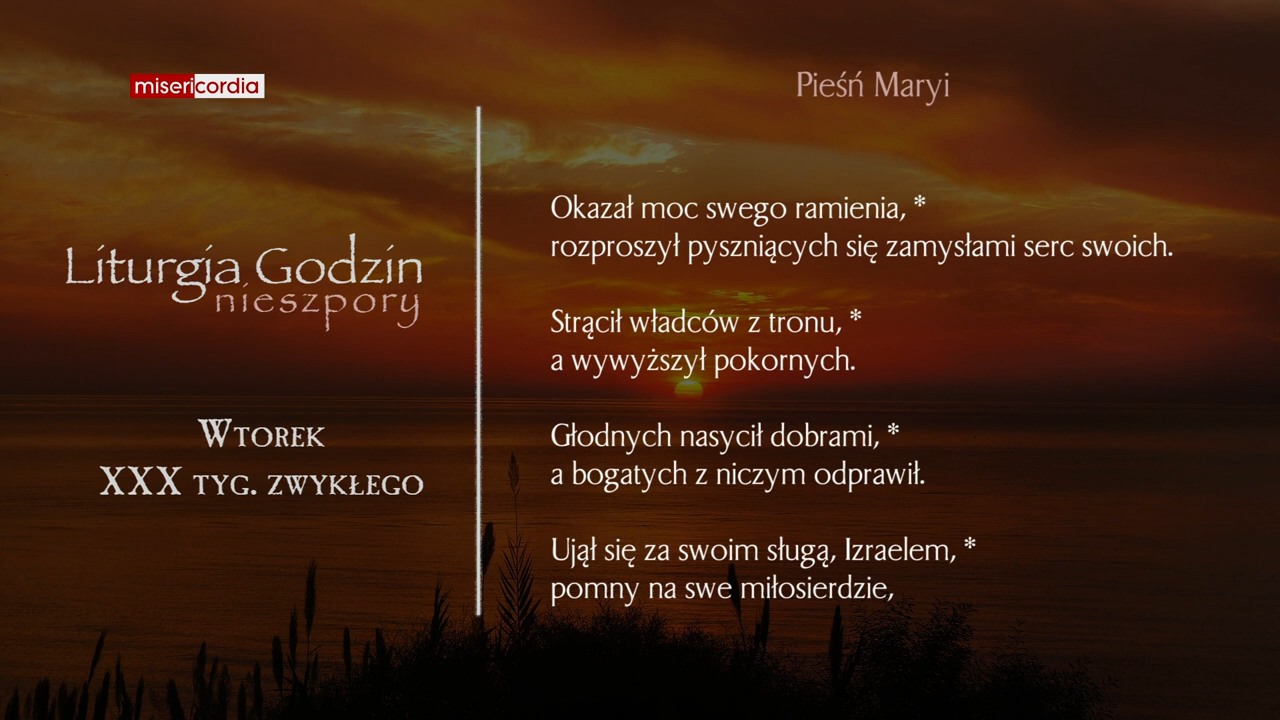 misericordia
Liturgia Godzin
nieszpory
Wtorek
XXX tyg. zwykłego
Pieśń Maryi
Okazał moc swego ramienia, *
rozproszył pyszniących się zamysłami serc swoich.
Strącił władców z tronu, *
a wywyższył pokornych.
Głodnych nasycił dobrami, *
a bogatych z niczym odprawił.
Ujął się za swoim sługą, Izraelem, *
pomny na swe miłosierdzie,